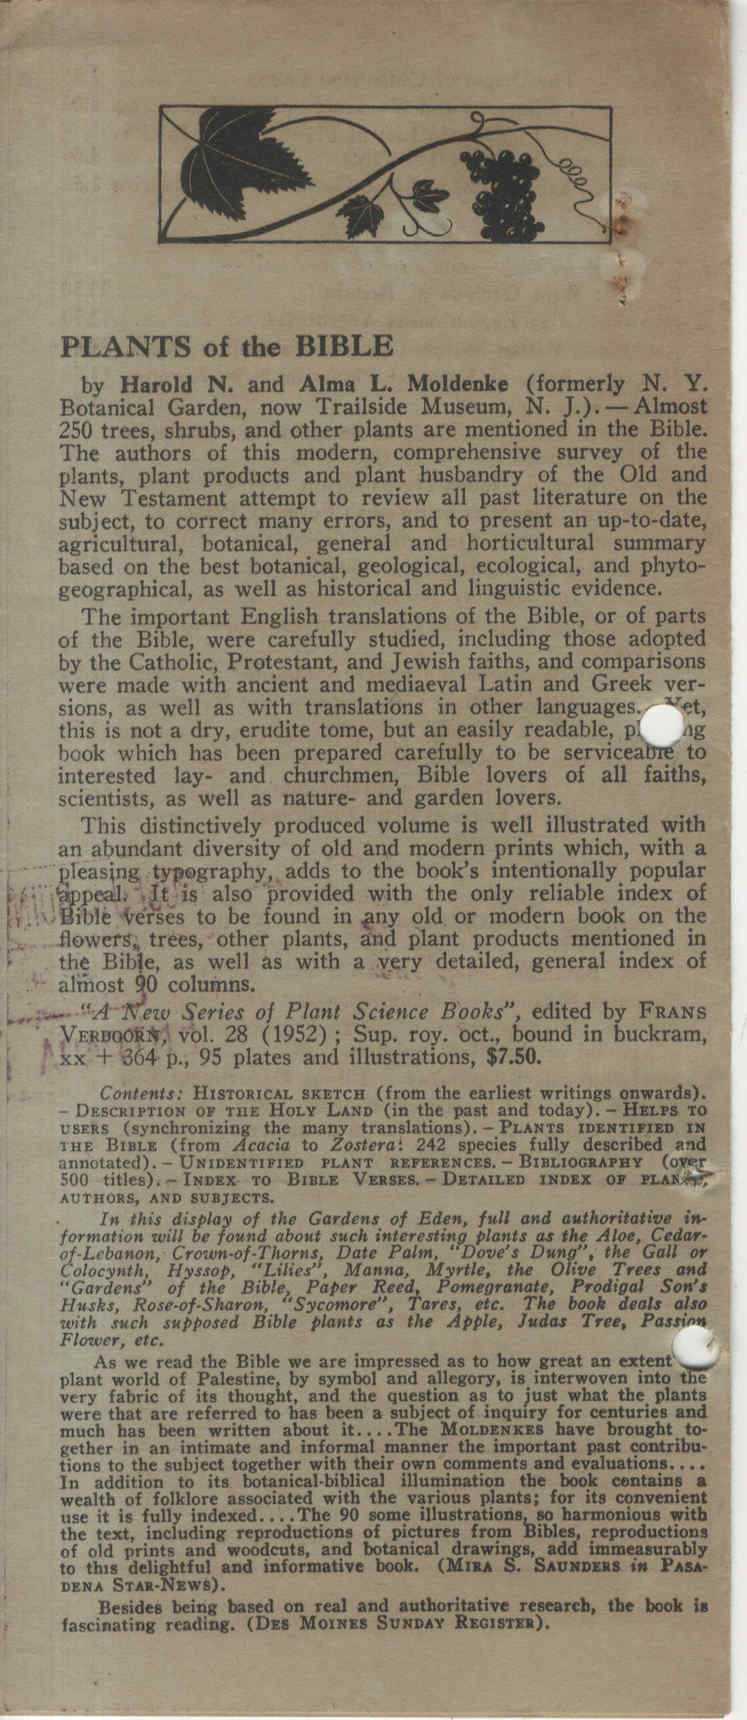 PLANTS of the BIBLE
by Harold N. and Alma L. Moldenke (formerly N. Y.
Botanical Garden, now Trailside Museum, N. J.). — Almost
250 trees, shrubs, and other plants are mentioned in the Bible.
The authors of this modern, comprehensive survey of the
plants, plant products and plant husbandry of the Old and
New Testament attempt to review all past literature on the
subject, to correct many errors, and to present an up-to-date,
agricultural, botanical, general and horticultural summary
based on the best botanical, geological, ecological, and phyto-
geographical, as well as historical and linguistic evidence.
The important English translations of the Bible, or of parts
of the Bible, were carefully studied, including those adopted
by the Catholic, Protestant, and Jewish faiths, and comparisons
were made with ancient and mediaeval Latin and Greek ver-
sions, as well as with translations in other languages. Yet,
this is not a dry, erudite tome, but an easily readable,
book which has been prepared carefully to be serviceable to
interested lay- and churchmen, Bible lovers of all faiths,
scientists, as well as nature- and garden lovers.
This distinctively produced volume is well illustrated with
an abundant diversity of old and modern prints which, with a
pleasing typography, adds to the book's intentionally popular
appeal. It is also provided with the only reliable index of
Bible verses to be found in any old or modern book on the
flowers, trees, other plants, and plant products mentioned in
the Bible, as well as with a very detailed, general index of
almost 90 columns.
"A New Series of Plant Science Books", edited by FRANS
VERDOORN, vol. 28 (1952); Sup. roy. oct., bound in buckram,
xx + 364 p., 95 plates and illustrations, $7.50.
Contents: HISTORICAL SKETCH (from the earliest writings onwards).
– DESCRIPTION OF THE HOLY LAND (in the past and today). – HELPS TO
USERS (synchronizing the many translations). – PLANTS IDENTIFIED IN
THE BIBLE (from Acacia to Zostera: 242 species fully described and
annotated). – UNIDENTIFIED PLANT REFERENCES. – BIBLIOGRAPHY (over
500 titles). – INDEX TO BIBLE VERSES. – DETAILED INDEX OF PLANTS,
AUTHORS, AND SUBJECTS.
In this display of the Gardens of Eden, full and authoritative in-
formation will be found about such interesting plants as the Aloe, Cedar-
of-Lebanon, Crown-of-Thorns, Date Palm, "Dove's Dung", the Gall or
Colocynth, Hyssop, "Lilies", Manna, Myrtle, the Olive Trees and
"Gardens" of the Bible, Paper Reed, Pomegranate, Prodigal Son's
Husks, Rose-of-Sharon, "Sycomore", Tares, etc. The book deals also
with such supposed Bible plants as the Apple, Judas Tree, Passion
Flower, etc.
As we read the Bible we are impressed as to how great an extent
plant world of Palestine, by symbol and allegory, is interwoven into the
very fabric of its thought, and the question as to just what the plants
were that are referred to has been a subject of inquiry for centuries and
much has been written about it.... The MOLDENKES have brought to-
gether in an intimate and informal manner the important past contribu-
tions to the subject together with their own comments and evaluations....
In addition to its botanical-biblical illumination the book contains a
wealth of folklore associated with the various plants; for its convenient
use it is fully indexed.... The 90 some illustrations, so harmonious with
the text, including reproductions of pictures from Bibles, reproductions
of old prints and woodcuts, and botanical drawings, add immeasurably
to this delightful and informative book. (MIRA S. SAUNDERS in PASA-
DENA STAR-NEWS).
Besides being based on real and authoritative research, the book is
fascinating reading. (DES MOINES SUNDAY REGISTER).